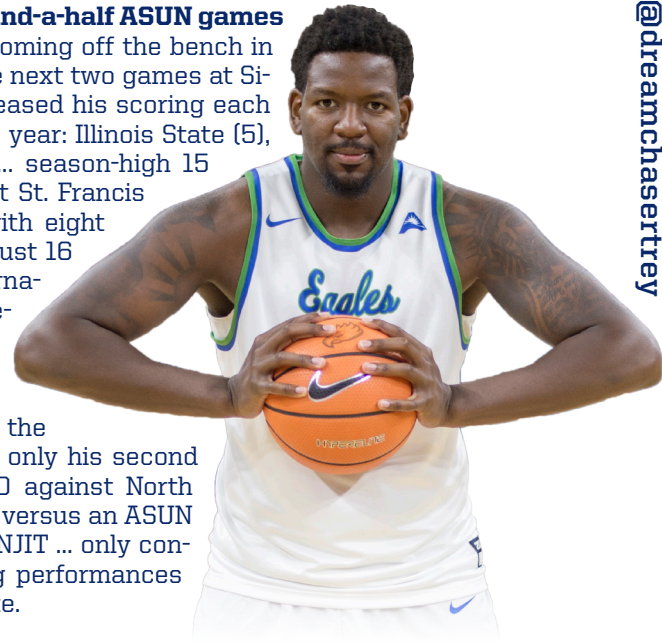 nd-a-half ASUN games
oming off the bench in
e next two games at Si-
eased his scoring each
year: Illinois State (5),
... season-high 15
t St. Francis
ith eight
ust 16
rna-
e-
the
only his second
0 against North
versus an ASUN
NJIT ... only con-
g performances
te.
@dreamchasertrey
Eagles
HYPERELITE